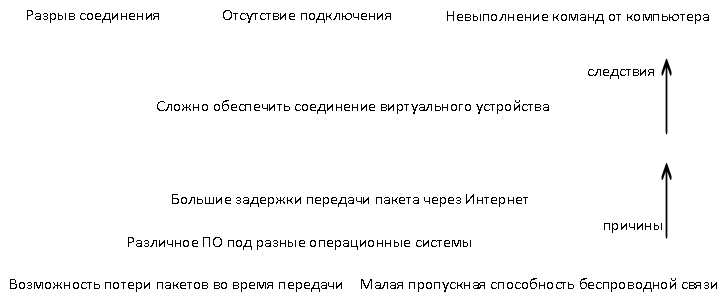 Разрыв соединения
Отсутствие подключения
Невыполнение команд от компьютера
следствия
Сложно обеспечить соединение виртуального устройства
Большие задержки передачи пакета через Интернет
причины
Различное ПО под разные операционные системы
Возможность потери пакетов во время передачи
Малая пропускная способность беспроводной связи